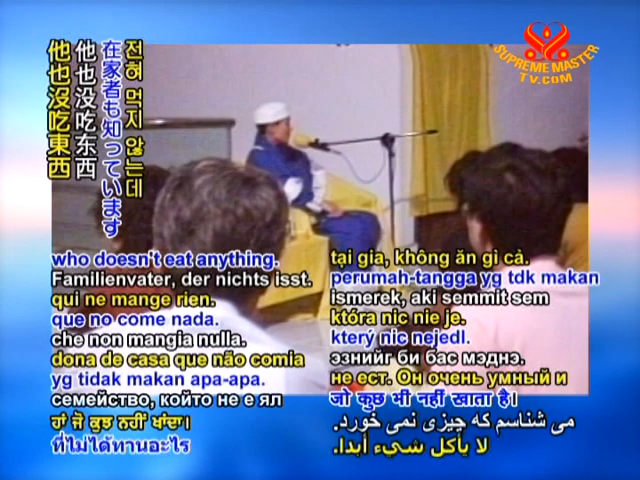 SUPREME MASTER
TV.COM
他也沒吃東西
他也没吃东西
在家者も知っています
전혀 먹지 않는데
who doesn't eat anything.
Familienvater, der nichts isst.
qui ne mange rien.
que no come nada.
che non mangia nulla.
dona de casa que não comia
yg tidak makan apa-apa.
семейство, който не е ял
ਹਾਂ ਜੋ ਕੁਝ ਨਹੀਂ ਖਾਂਦਾ।
ที่ไม่ได้ทานอะไร
tại gia, không ăn gì cả.
perumah-tangga yg tdk makan
ismerek, aki semmit sem
która nic nie je.
který nic nejedl.
эзнийг би бас мэднэ.
не ест. Он очень умный и
जो कुछ भी नहीं खाता है।
می شناسم که چیزی نمی خورد.
لا يأكل شيء أبدا.